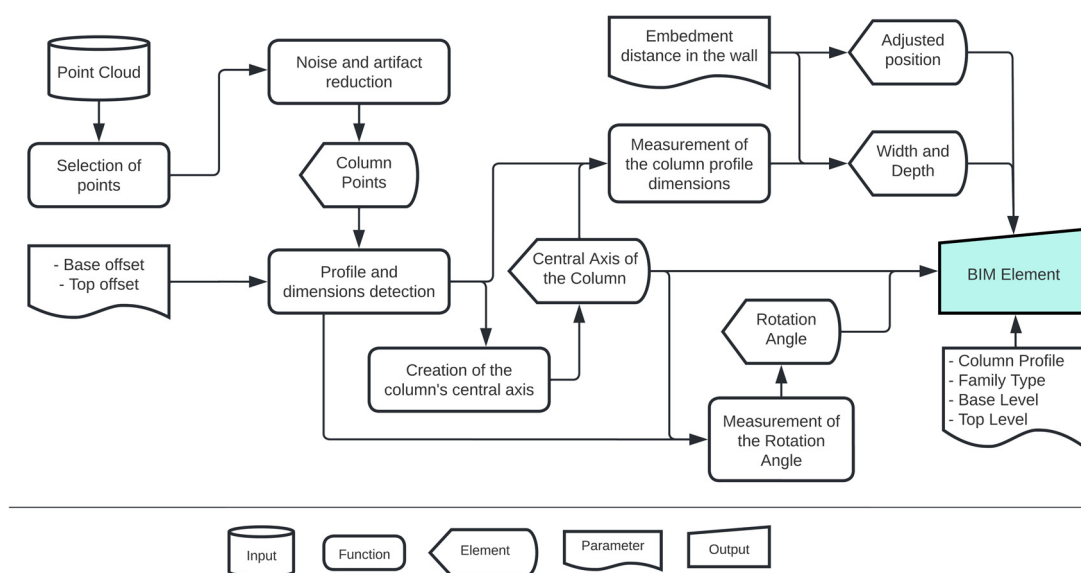 Point Cloud
Selection of
points
Noise and artifact
reduction
Column
Points
- Base offset
- Top offset
Profile and
dimensions detection
Creation of the
column's central axis
Central Axis of
the Column
Embedment
distance in the wall
Measurement of
the column profile
dimensions
Adjusted
position
Width and
Depth
Rotation
Angle
Measurement of
the Rotation
Angle
BIM Element
- Column Profile
- Family Type
- Base Level
- Top Level
Input
Function
Element
Parameter
Output